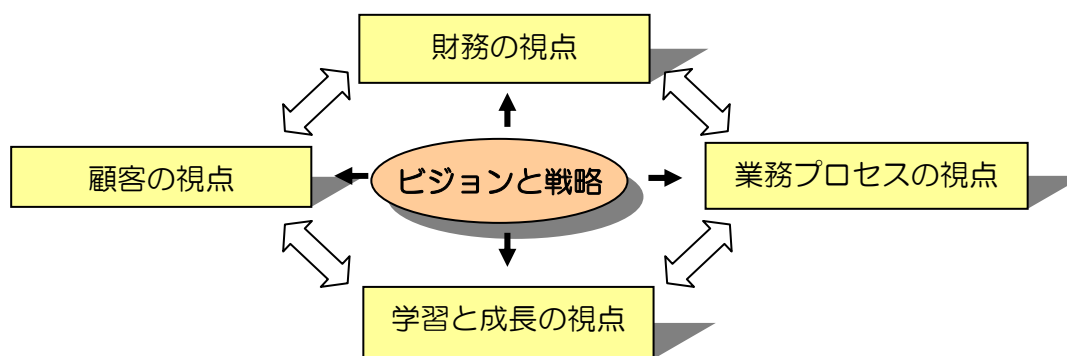 財務の視点
顧客の視点
ビジョンと戦略
業務プロセスの視点
学習と成長の視点